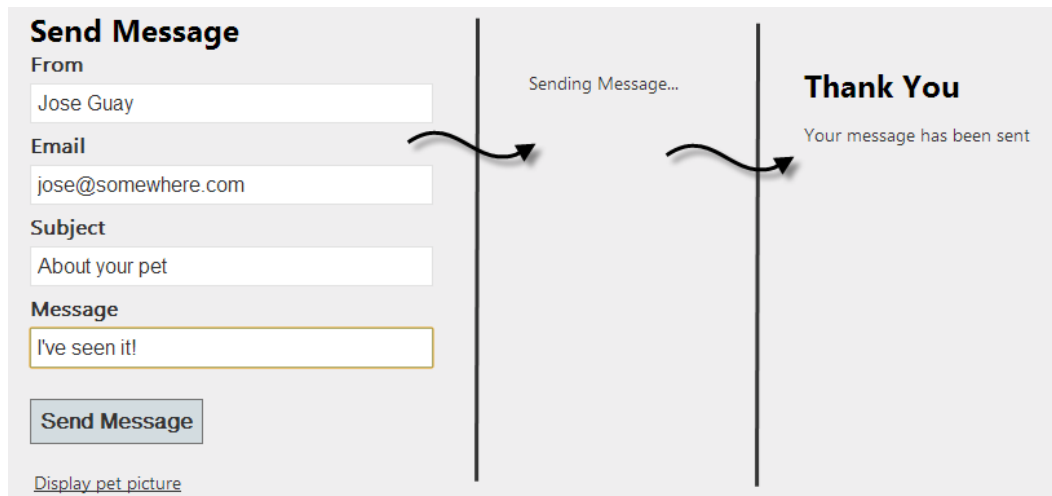 Send Message
From
Jose Guay
Email
jose@somewhere.com
Subject
About your pet
Message
I've seen it!
Send Message
Display pet picture
Sending Message...
Thank You
Your message has been sent